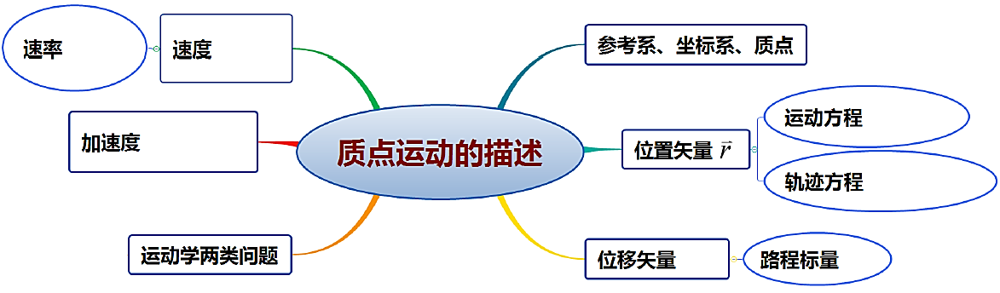 速率
速度
参考系、坐标系、质点
加速度
质点运动的描述
位置矢量 r⃗
运动方程
轨迹方程
运动学两类问题
位移矢量
路程标量